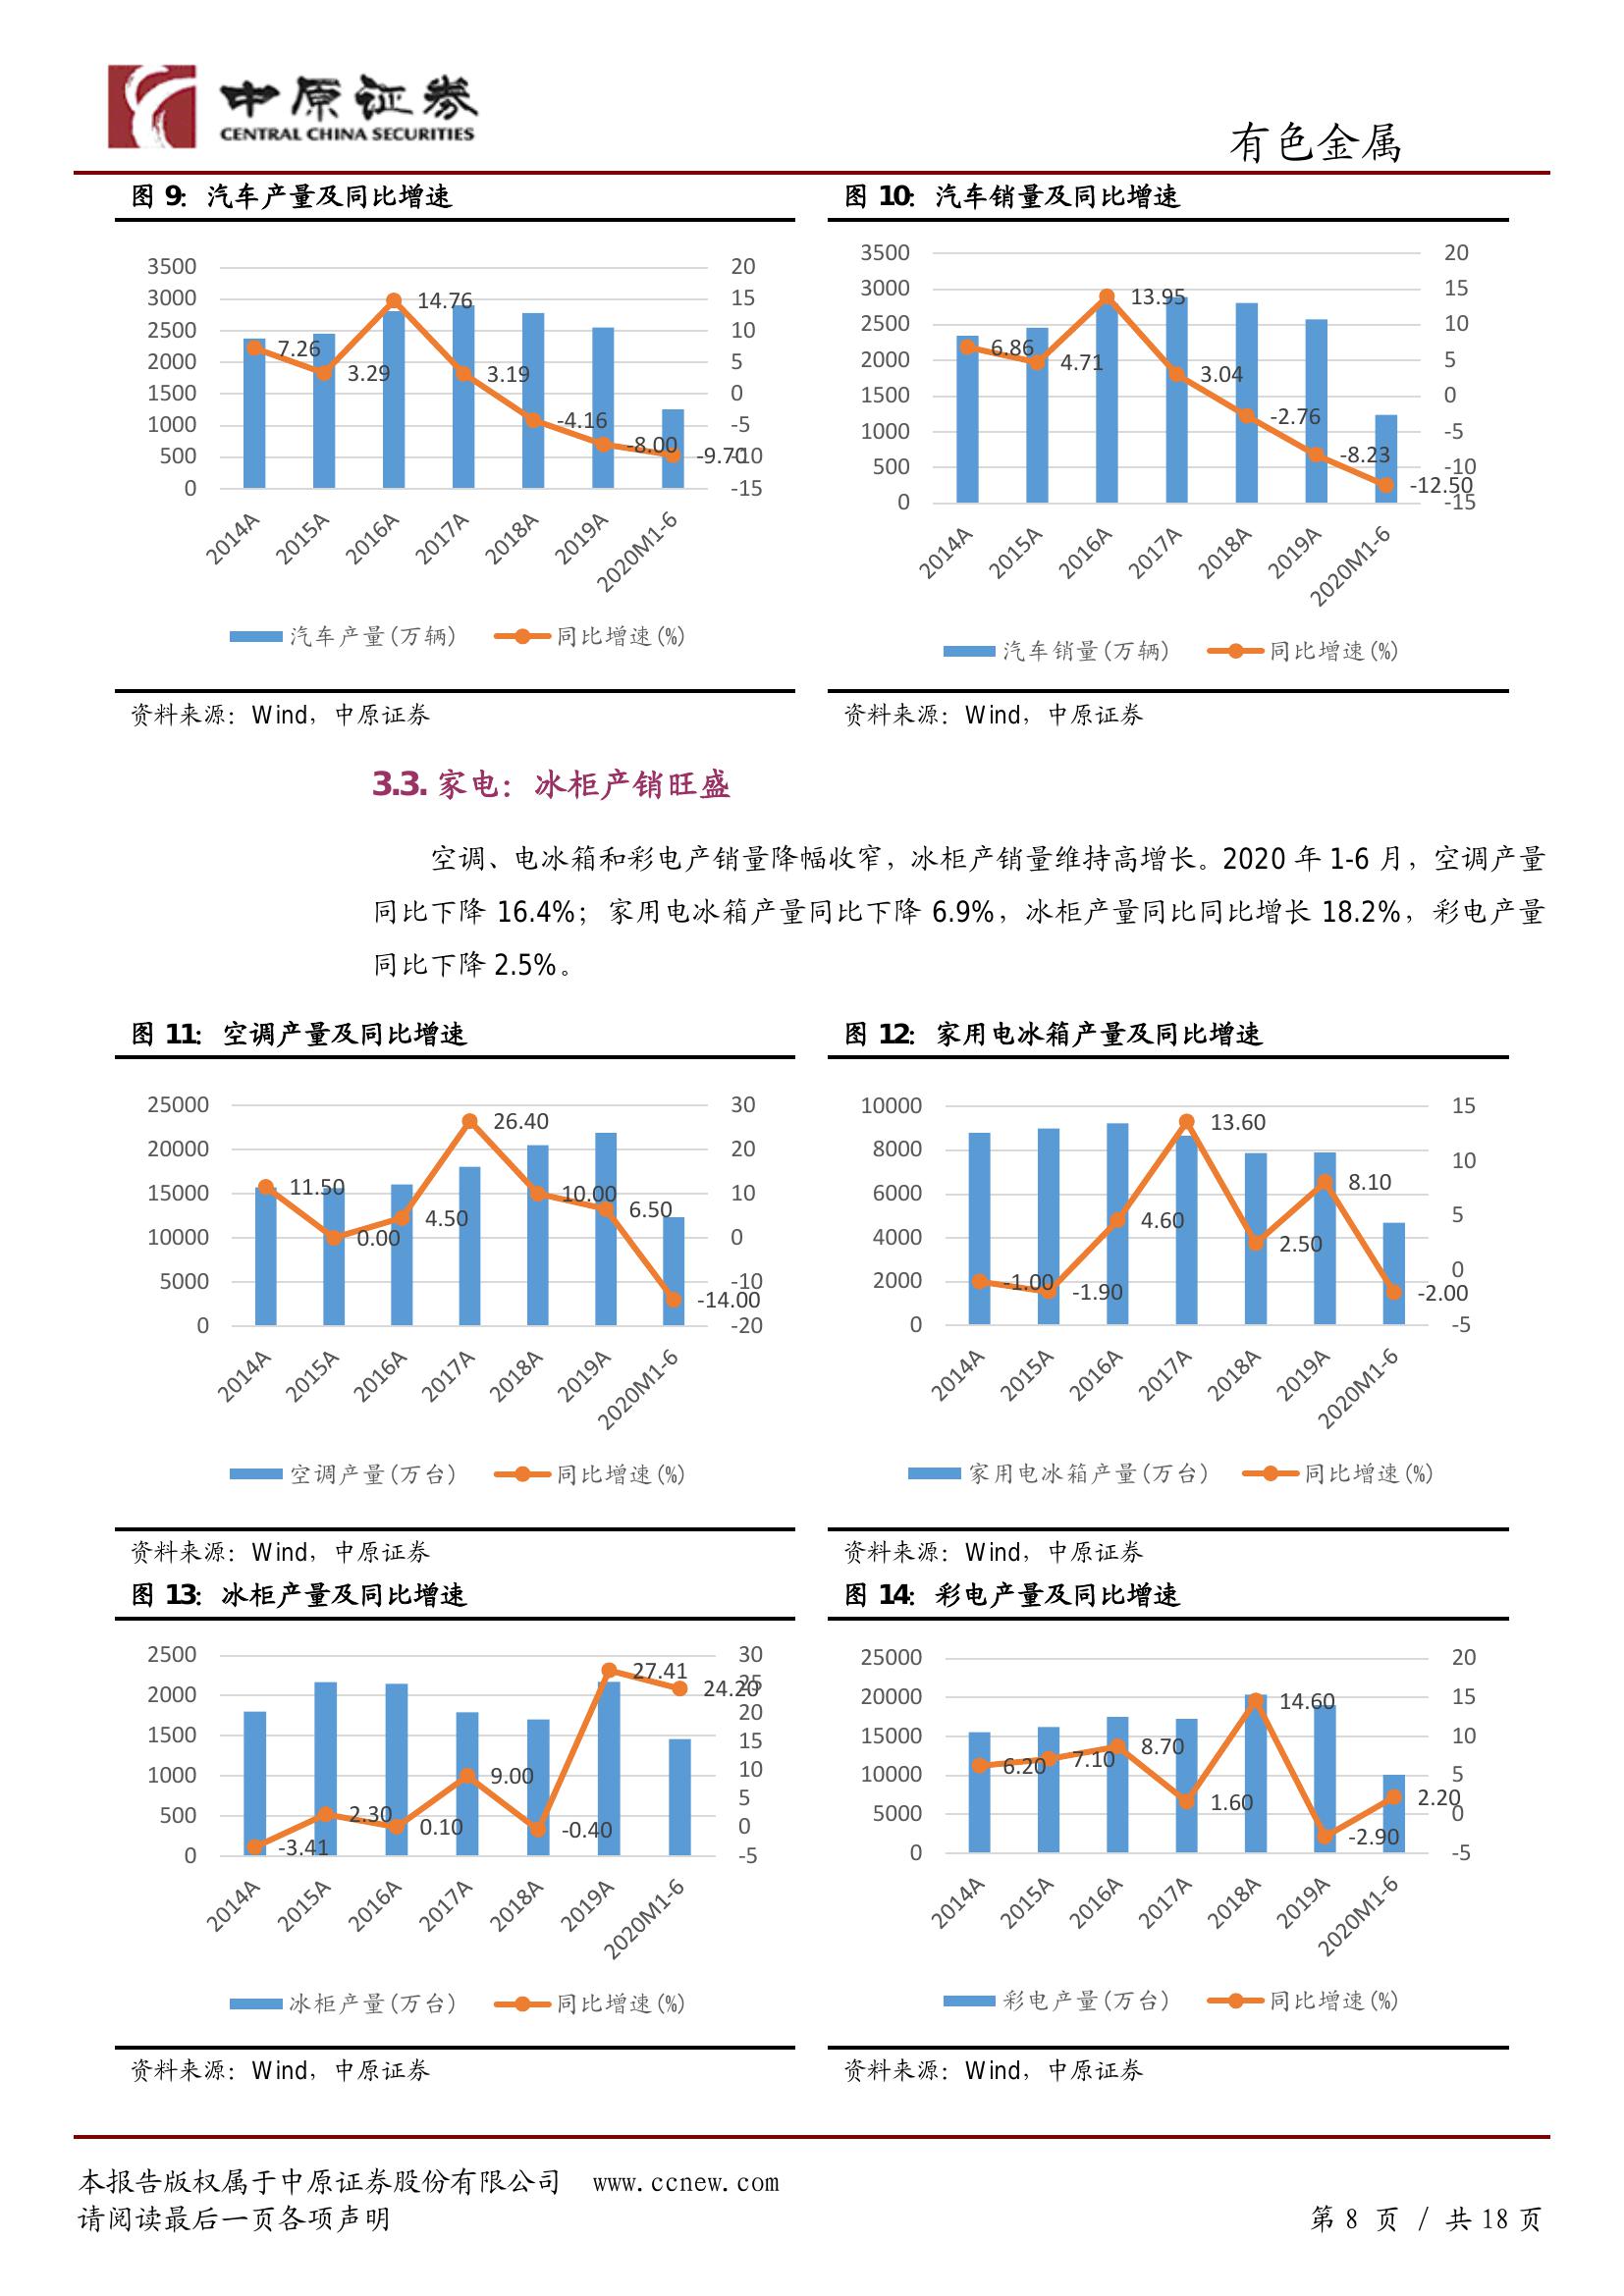 中原证券
CENTRAL CHINA SECURITIES
有色金属
图 9: 汽车产量及同比增速
3500
3000
2500
2000
1500
1000
500
0
20
15
10
5
0
-5
-10
-15
7.26
3.29
14.76
3.19
-4.16
-8.00
-9.70
2014A
2015A
2016A
2017A
2018A
2019A
2020M1-6
汽车产量(万辆)
同比增速(%)
资料来源：Wind，中原证券
图 10: 汽车销量及同比增速
3500
3000
2500
2000
1500
1000
500
0
20
15
10
5
0
-5
-10
-15
6.86
4.71
13.95
3.04
-2.76
-8.23
-12.50
2014A
2015A
2016A
2017A
2018A
2019A
2020M1-6
汽车销量(万辆)
同比增速(%)
资料来源：Wind，中原证券
3.3. 家电：冰柜产销旺盛
空调、电冰箱和彩电产销量降幅收窄，冰柜产销量维持高增长。2020 年 1-6 月，空调产量
同比下降 16.4%；家用电冰箱产量同比下降 6.9%，冰柜产量同比同比增长 18.2%，彩电产量
同比下降 2.5%。
图 11: 空调产量及同比增速
25000
20000
15000
10000
5000
0
30
20
10
0
-10
-20
11.50
0.00
4.50
26.40
10.00
6.50
-14.00
2014A
2015A
2016A
2017A
2018A
2019A
2020M1-6
空调产量(万台)
同比增速(%)
资料来源：Wind，中原证券
图 12: 家用电冰箱产量及同比增速
10000
8000
6000
4000
2000
0
15
10
5
0
-5
-1.00
-1.90
4.60
13.60
2.50
8.10
-2.00
2014A
2015A
2016A
2017A
2018A
2019A
2020M1-6
家用电冰箱产量(万台)
同比增速(%)
资料来源：Wind，中原证券
图 13: 冰柜产量及同比增速
2500
2000
1500
1000
500
0
30
25
20
15
10
5
0
-5
-3.41
2.30
0.10
9.00
-0.40
27.41
24.20
2014A
2015A
2016A
2017A
2018A
2019A
2020M1-6
冰柜产量(万台)
同比增速(%)
资料来源：Wind，中原证券
图 14: 彩电产量及同比增速
25000
20000
15000
10000
5000
0
20
15
10
5
0
-5
6.20
7.10
8.70
1.60
14.60
-2.90
2.20
2014A
2015A
2016A
2017A
2018A
2019A
2020M1-6
彩电产量(万台)
同比增速(%)
资料来源：Wind，中原证券
本报告版权属于中原证券股份有限公司 www.ccnew.com
请阅读最后一页各项声明
第 8 页 / 共 18 页